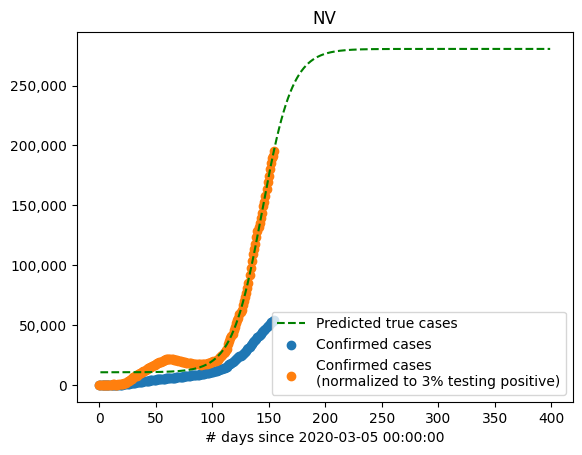 NV
250,000
200,000
150,000
100,000
50,000
0
Predicted true cases
Confirmed cases
Confirmed cases
(normalized to 3% testing positive)
0 50 100 150 200 250 300 350 400
# days since 2020-03-05 00:00:00